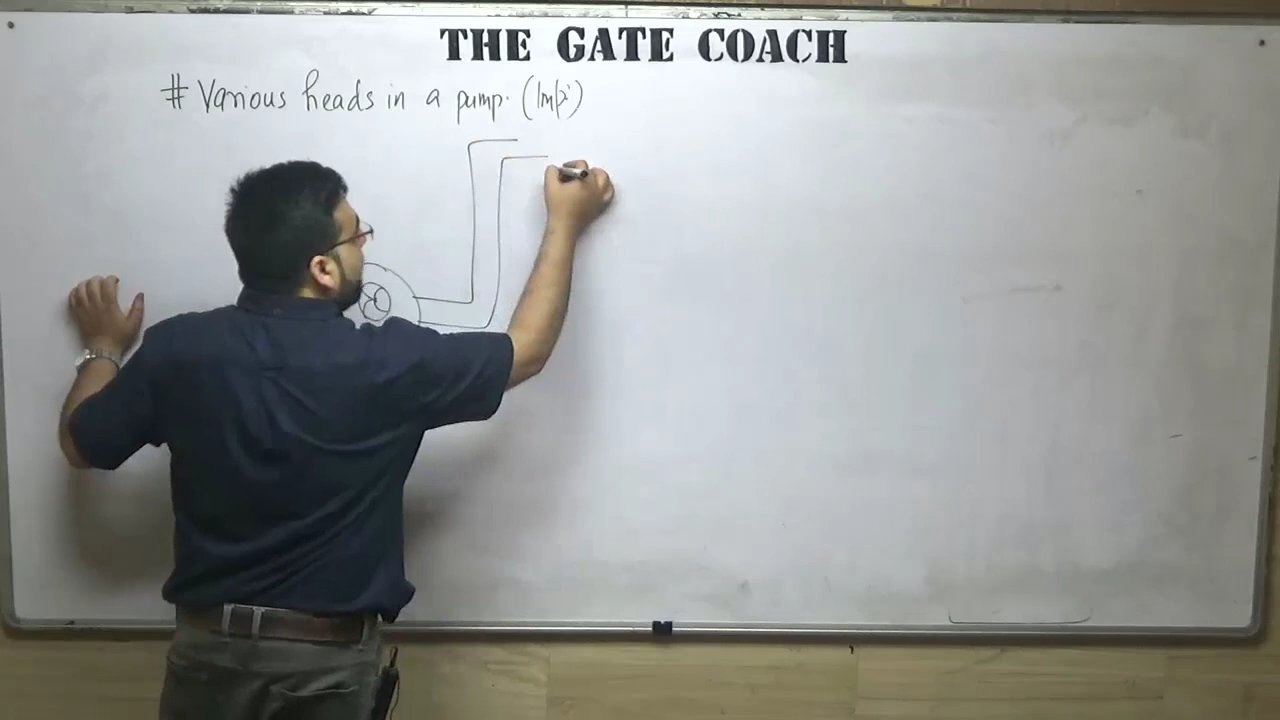 THE GATE COACH
# Various heads in a pump. (Imp)